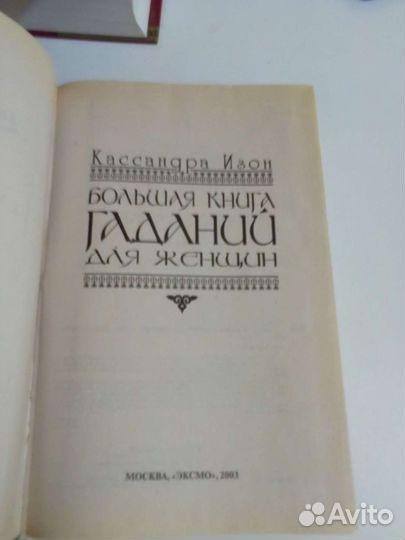 Кассандра Изон
БОЛЬШАЯ КНИГА
ГАДАНИЙ
ДЛЯ ЖЕНЩИН
МОСКВА, «ЭКСМО», 2003
Avito